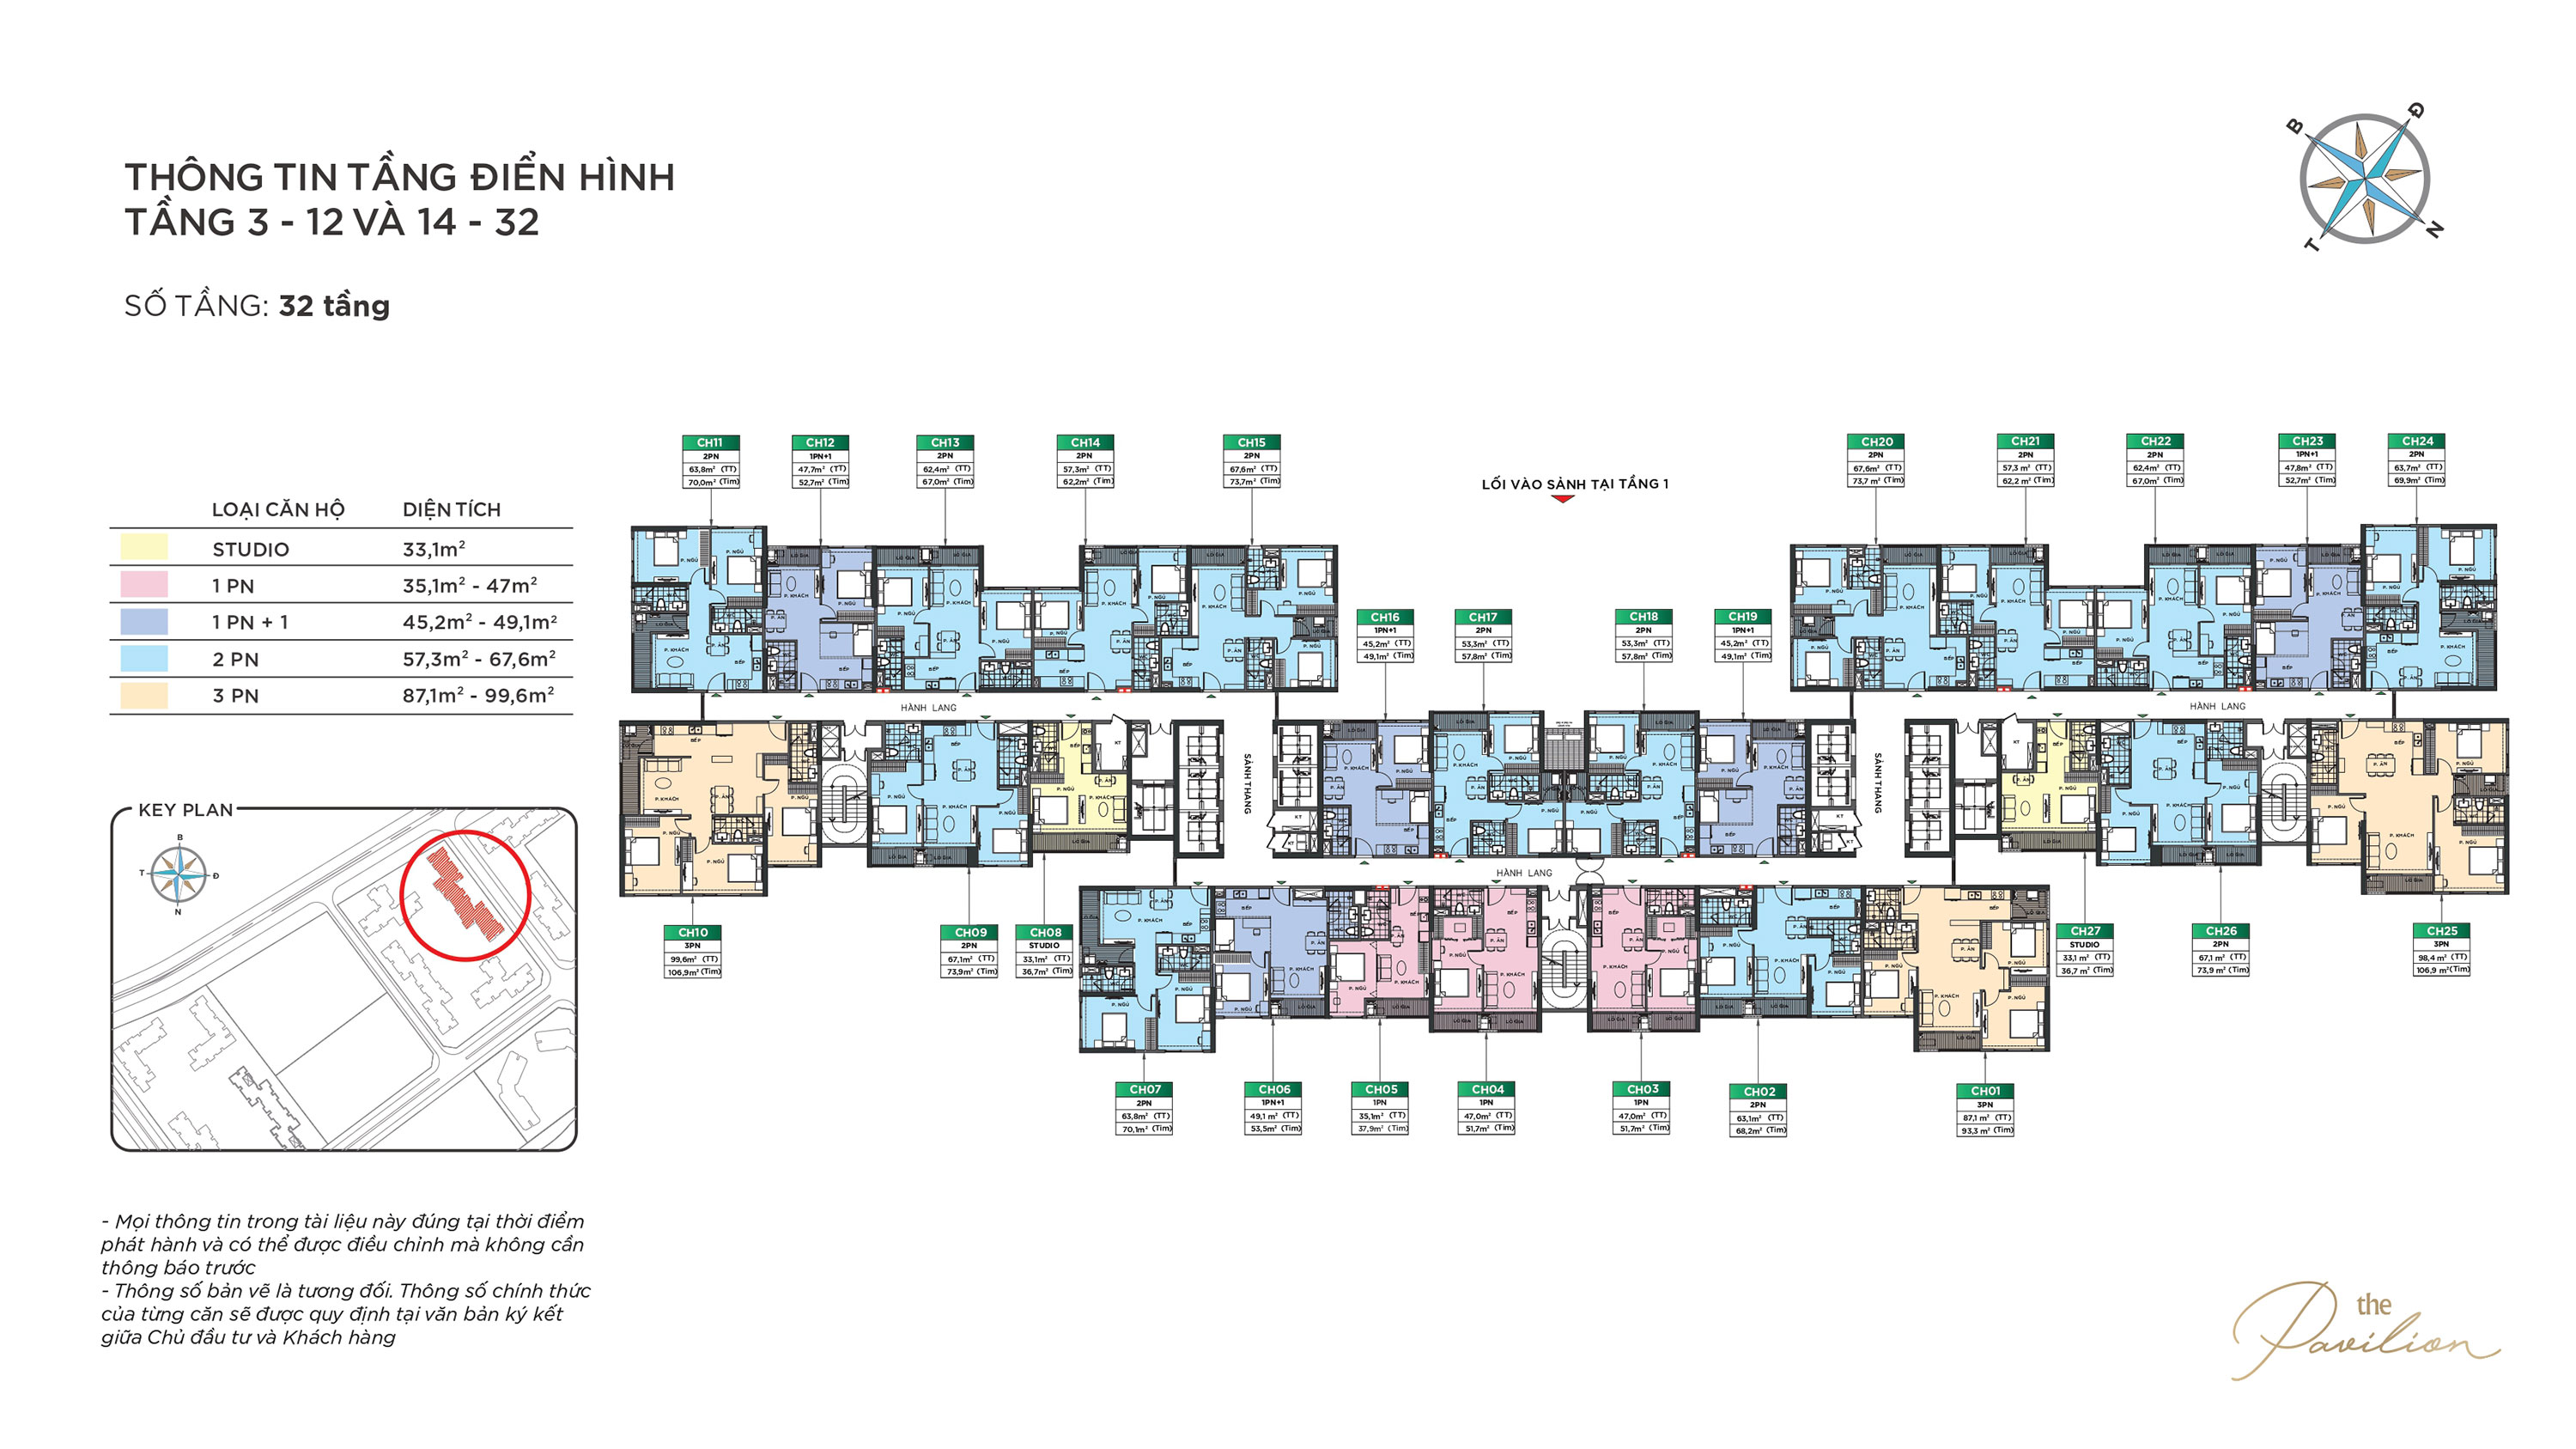 THÔNG TIN TẦNG ĐIỂN HÌNH
TẦNG 3 - 12 VÀ 14 - 32
SỐ TẦNG: 32 tầng
B
Đ
T
N
LOẠI CĂN HỘ DIỆN TÍCH
STUDIO 33,1m²
1 PN 35,1m² - 47m²
1 PN + 1 45,2m² - 49,1m²
2 PN 57,3m² - 67,6m²
3 PN 87,1m² - 99,6m²
KEY PLAN
B
T
Đ
N
CH11
2PN
63,8m² (TT)
70,0m² (Tim)
CH12
1PN+1
47,7m² (TT)
52,7m² (Tim)
CH13
2PN
62,4m² (TT)
67,0m² (Tim)
CH14
2PN
57,3m² (TT)
62,2m² (Tim)
CH15
2PN
67,6m² (TT)
73,7m² (Tim)
LỐI VÀO SẢNH TẠI TẦNG 1
CH20
2PN
67,6m² (TT)
73,7 m² (Tim)
CH21
2PN
57,3 m² (TT)
62,2 m² (Tim)
CH22
2PN
62,4m² (TT)
67,0m² (Tim)
CH23
1PN+1
47,8m² (TT)
52,7m² (Tim)
CH24
2PN
63,7m² (TT)
69,9m² (Tim)
CH16
1PN+1
45,2m² (TT)
49,1m² (Tim)
CH17
2PN
53,3m² (TT)
57,8m² (Tim)
CH18
2PN
53,3m² (TT)
57,8m² (Tim)
CH19
1PN+1
45,2m² (TT)
49,1m² (Tim)
HÀNH LANG
HÀNH LANG
SẢNH THANG
SẢNH THANG
HÀNH LANG
CH10
3PN
99,6m² (TT)
106,9m² (Tim)
CH09
2PN
67,1m² (TT)
73,9m² (Tim)
CH08
STUDIO
33,1m² (TT)
36,7m² (Tim)
CH27
STUDIO
33,1 m² (TT)
36,7 m² (Tim)
CH26
2PN
67,1 m² (TT)
73,9 m² (Tim)
CH25
3PN
98,4 m² (TT)
106,9 m² (Tim)
CH07
2PN
63,8m² (TT)
70,1m² (Tim)
CH06
1PN+1
49,1 m² (TT)
53,5m² (Tim)
CH05
1PN
35,1m² (TT)
37,9m² (Tim)
CH04
1PN
47,0m² (TT)
51,7m² (Tim)
CH03
1PN
47,0m² (TT)
51,7m² (Tim)
CH02
2PN
63,1m² (TT)
68,2m² (Tim)
CH01
3PN
87,1 m² (TT)
93,3 m² (Tim)
- Mọi thông tin trong tài liệu này đúng tại thời điểm
phát hành và có thể được điều chỉnh mà không cần
thông báo trước
- Thông số bản vẽ là tương đối. Thông số chính thức
của từng căn sẽ được quy định tại văn bản ký kết
giữa Chủ đầu tư và Khách hàng
the
Pavilion